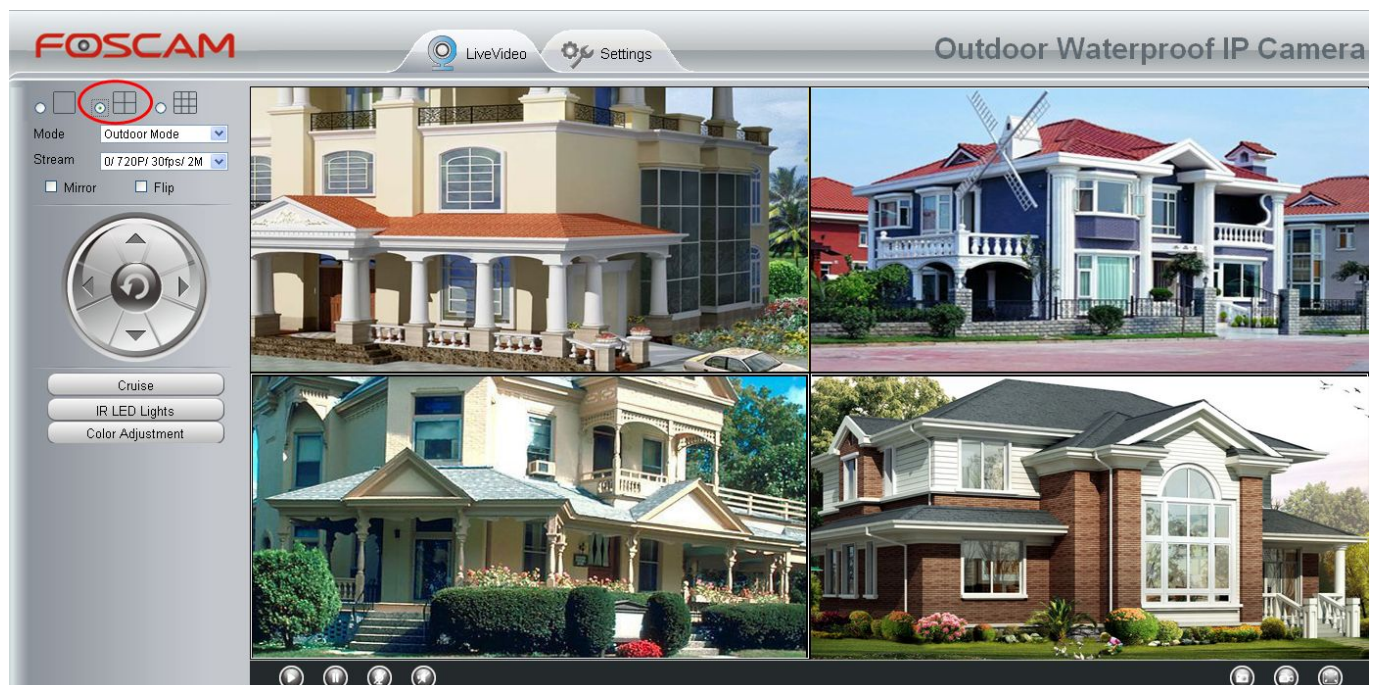 FOSCAM
LiveVideo
Settings
Outdoor Waterproof IP Camera
Mode
Outdoor Mode
Stream
0/ 720P/ 30fps/ 2M
Mirror
Flip
Cruise
IR LED Lights
Color Adjustment